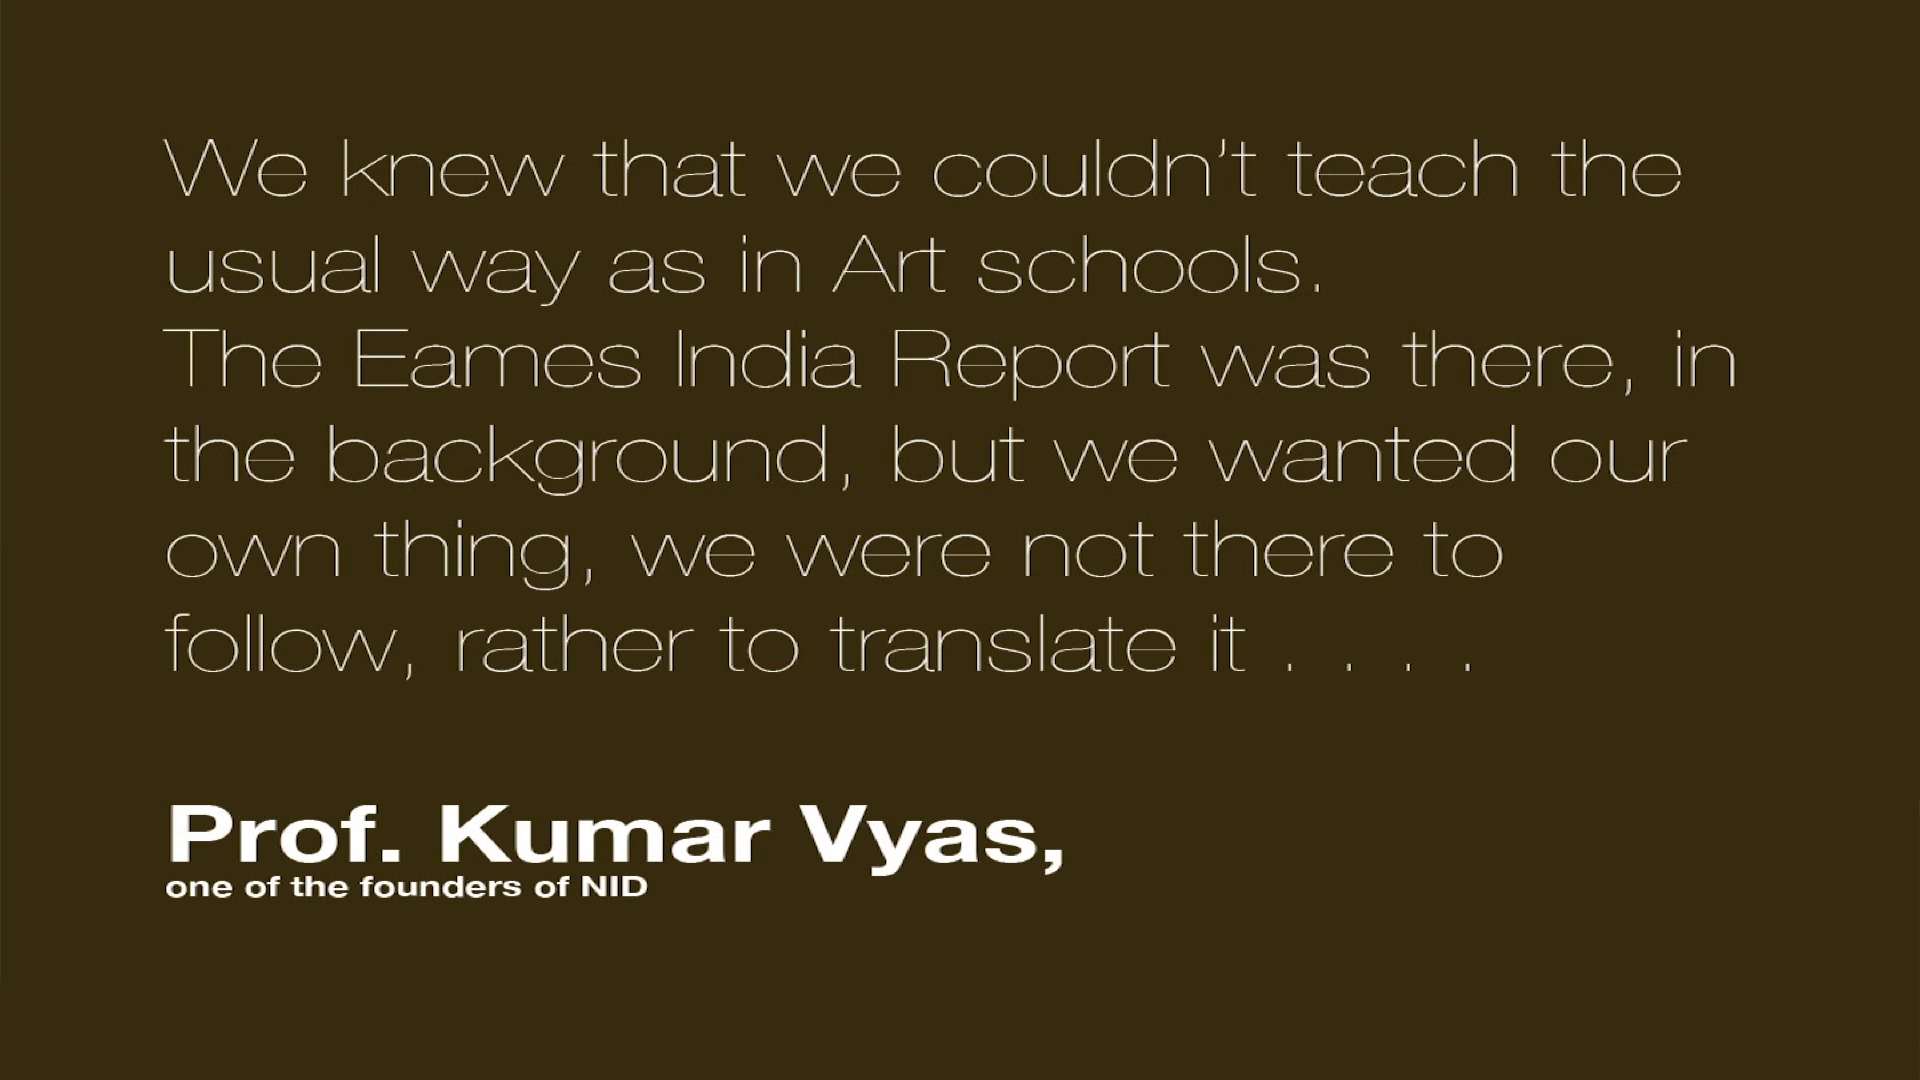 We knew that we couldn’t teach the
usual way as in Art schools.
The Eames India Report was there, in
the background, but we wanted our
own thing, we were not there to
follow, rather to translate it . . . .
Prof. Kumar Vyas,
one of the founders of NID